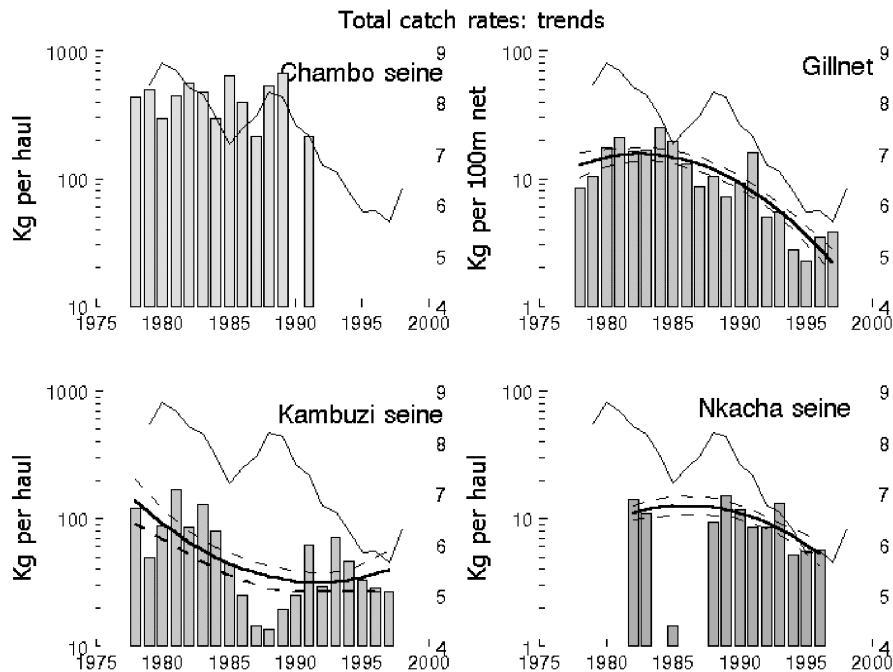 Total catch rates: trends
1000
100
10
Kg per haul
Chambo seine
9
8
7
6
5
4
1975 1980 1985 1990 1995 2000
100
10
1
Kg per 100m net
Gillnet
9
8
7
6
5
4
1975 1980 1985 1990 1995 2000
1000
100
10
Kg per haul
Kambuzi seine
9
8
7
6
5
4
1975 1980 1985 1990 1995 2000
100
10
1
Kg per haul
Nkacha seine
9
8
7
6
5
4
1975 1980 1985 1990 1995 2000